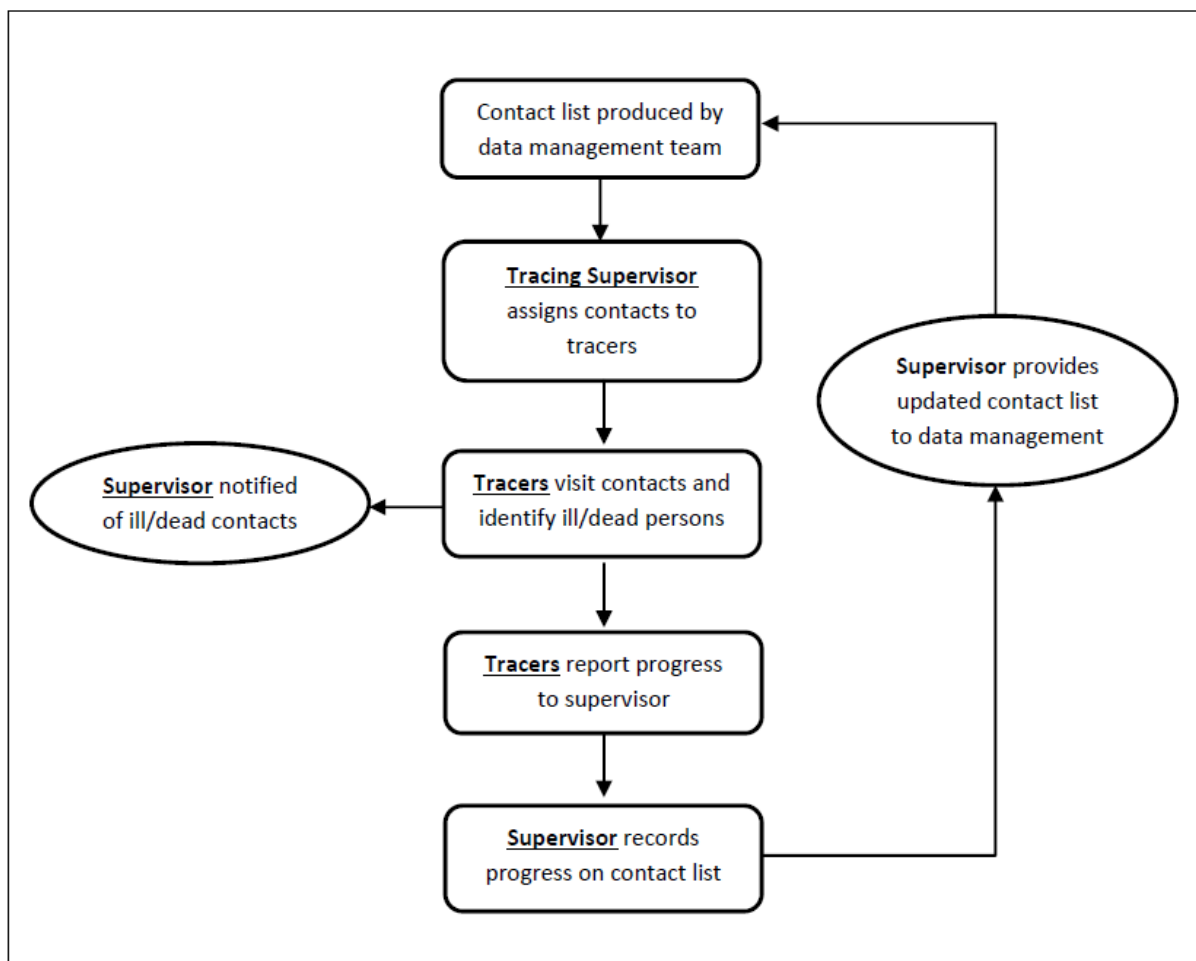 Contact list produced by
data management team
Tracing Supervisor
assigns contacts to
tracers
Supervisor provides
updated contact list
to data management
Supervisor notified
of ill/dead contacts
Tracers visit contacts and
identify ill/dead persons
Tracers report progress
to supervisor
Supervisor records
progress on contact list